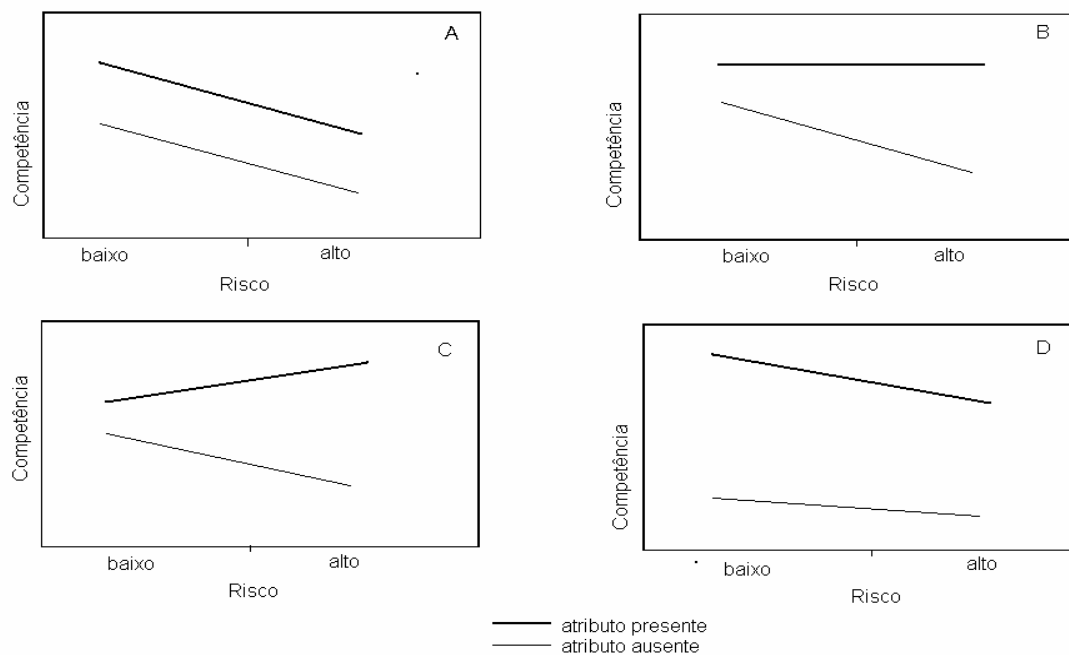 A
Competência
baixo alto
Risco
B
Competência
baixo alto
Risco
C
Competência
baixo alto
Risco
D
Competência
baixo alto
Risco
atributo presente
atributo ausente